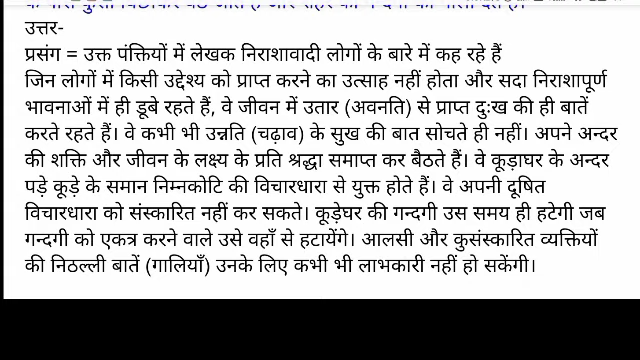 उत्तर-
प्रसंग = उक्त पंक्तियों में लेखक निराशावादी लोगों के बारे में कह रहे हैं
जिन लोगों में किसी उद्देश्य को प्राप्त करने का उत्साह नहीं होता और सदा निराशापूर्ण
भावनाओं में ही डूबे रहते हैं, वे जीवन में उतार (अवनति) से प्राप्त दुःख की ही बातें
करते रहते हैं। वे कभी भी उन्नति (चढ़ाव) के सुख की बात सोचते ही नहीं। अपने अन्दर
की शक्ति और जीवन के लक्ष्य के प्रति श्रद्धा समाप्त कर बैठते हैं। वे कूड़ाघर के अन्दर
पड़े कूड़े के समान निम्नकोटि की विचारधारा से युक्त होते हैं। वे अपनी दूषित
विचारधारा को संस्कारित नहीं कर सकते। कूड़ेघर की गन्दगी उस समय ही हटेगी जब
गन्दगी को एकत्र करने वाले उसे वहाँ से हटायेंगे। आलसी और कुसंस्कारित व्यक्तियों
की निठल्ली बातें (गालियाँ) उनके लिए कभी भी लाभकारी नहीं हो सकेंगी।